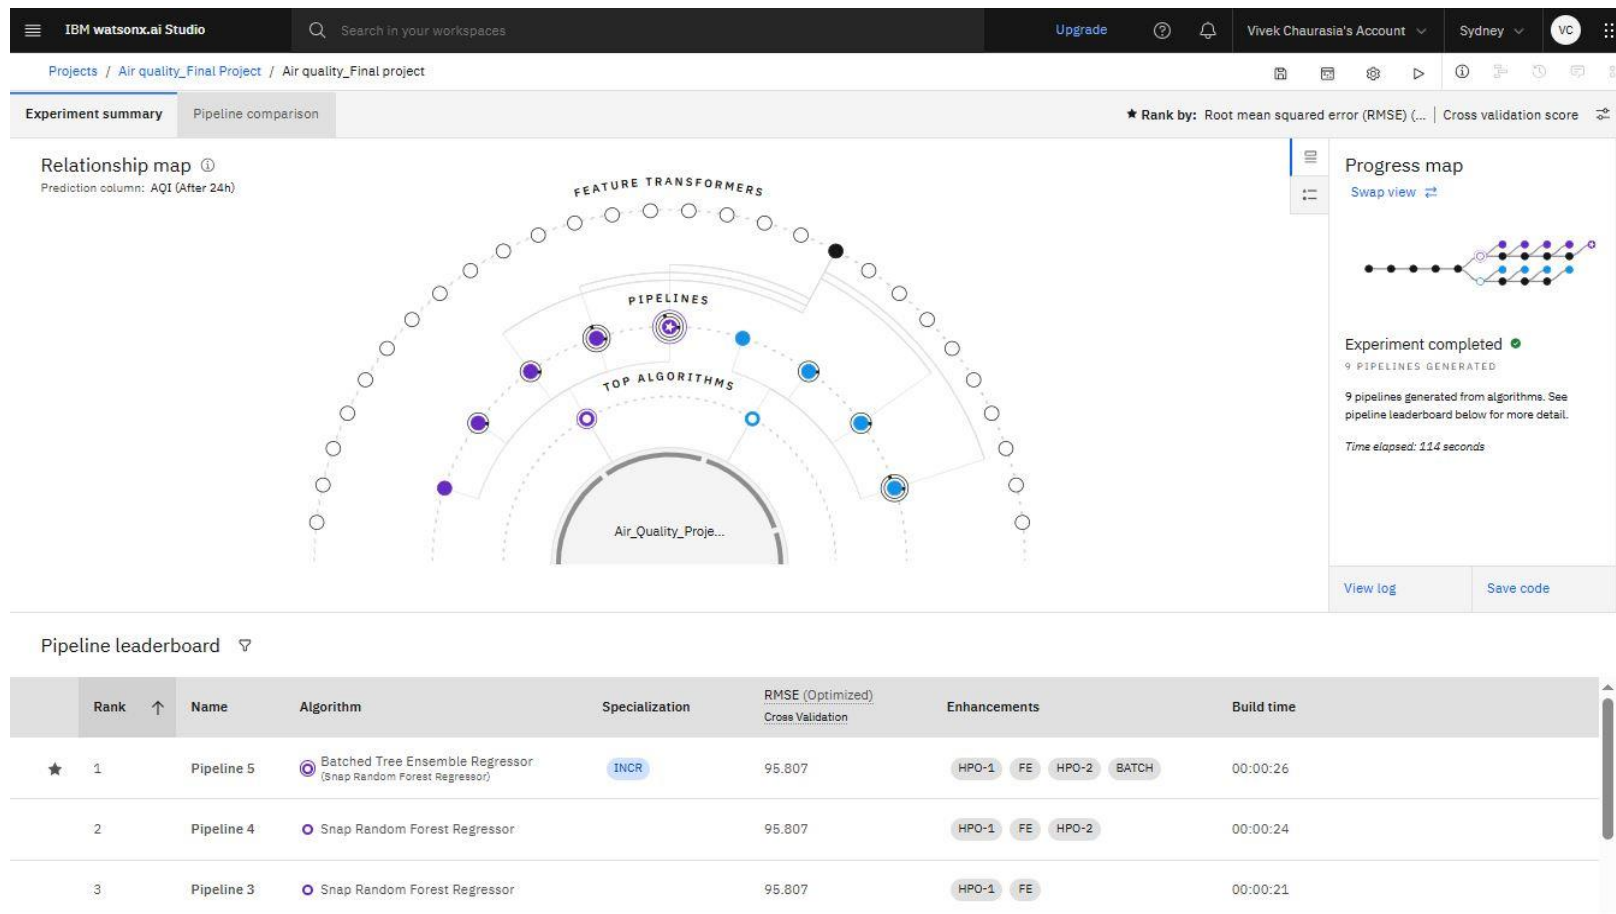 IBM watsonx.ai Studio
Search in your workspaces
Upgrade
Vivek Chaurasia's Account
Sydney
VC
Projects / Air quality_Final Project / Air quality_Final project
Experiment summary
Pipeline comparison
Rank by: Root mean squared error (RMSE) (... | Cross validation score
Relationship map
Prediction column: AQI (After 24h)
FEATURE TRANSFORMERS
PIPELINES
TOP ALGORITHMS
Air_Quality_Proje...
Progress map
Swap view
Experiment completed
9 PIPELINES GENERATED
9 pipelines generated from algorithms. See
pipeline leaderboard below for more detail.
Time elapsed: 114 seconds
View log
Save code
Pipeline leaderboard
Rank Name Algorithm Specialization RMSE (Optimized) Enhancements Build time
Cross Validation
1 Pipeline 5 Batched Tree Ensemble Regressor INCR 95.807 HPO-1 FE HPO-2 BATCH 00:00:26
(Snap Random Forest Regressor)
2 Pipeline 4 Snap Random Forest Regressor 95.807 HPO-1 FE HPO-2 00:00:24
3 Pipeline 3 Snap Random Forest Regressor 95.807 HPO-1 FE 00:00:21